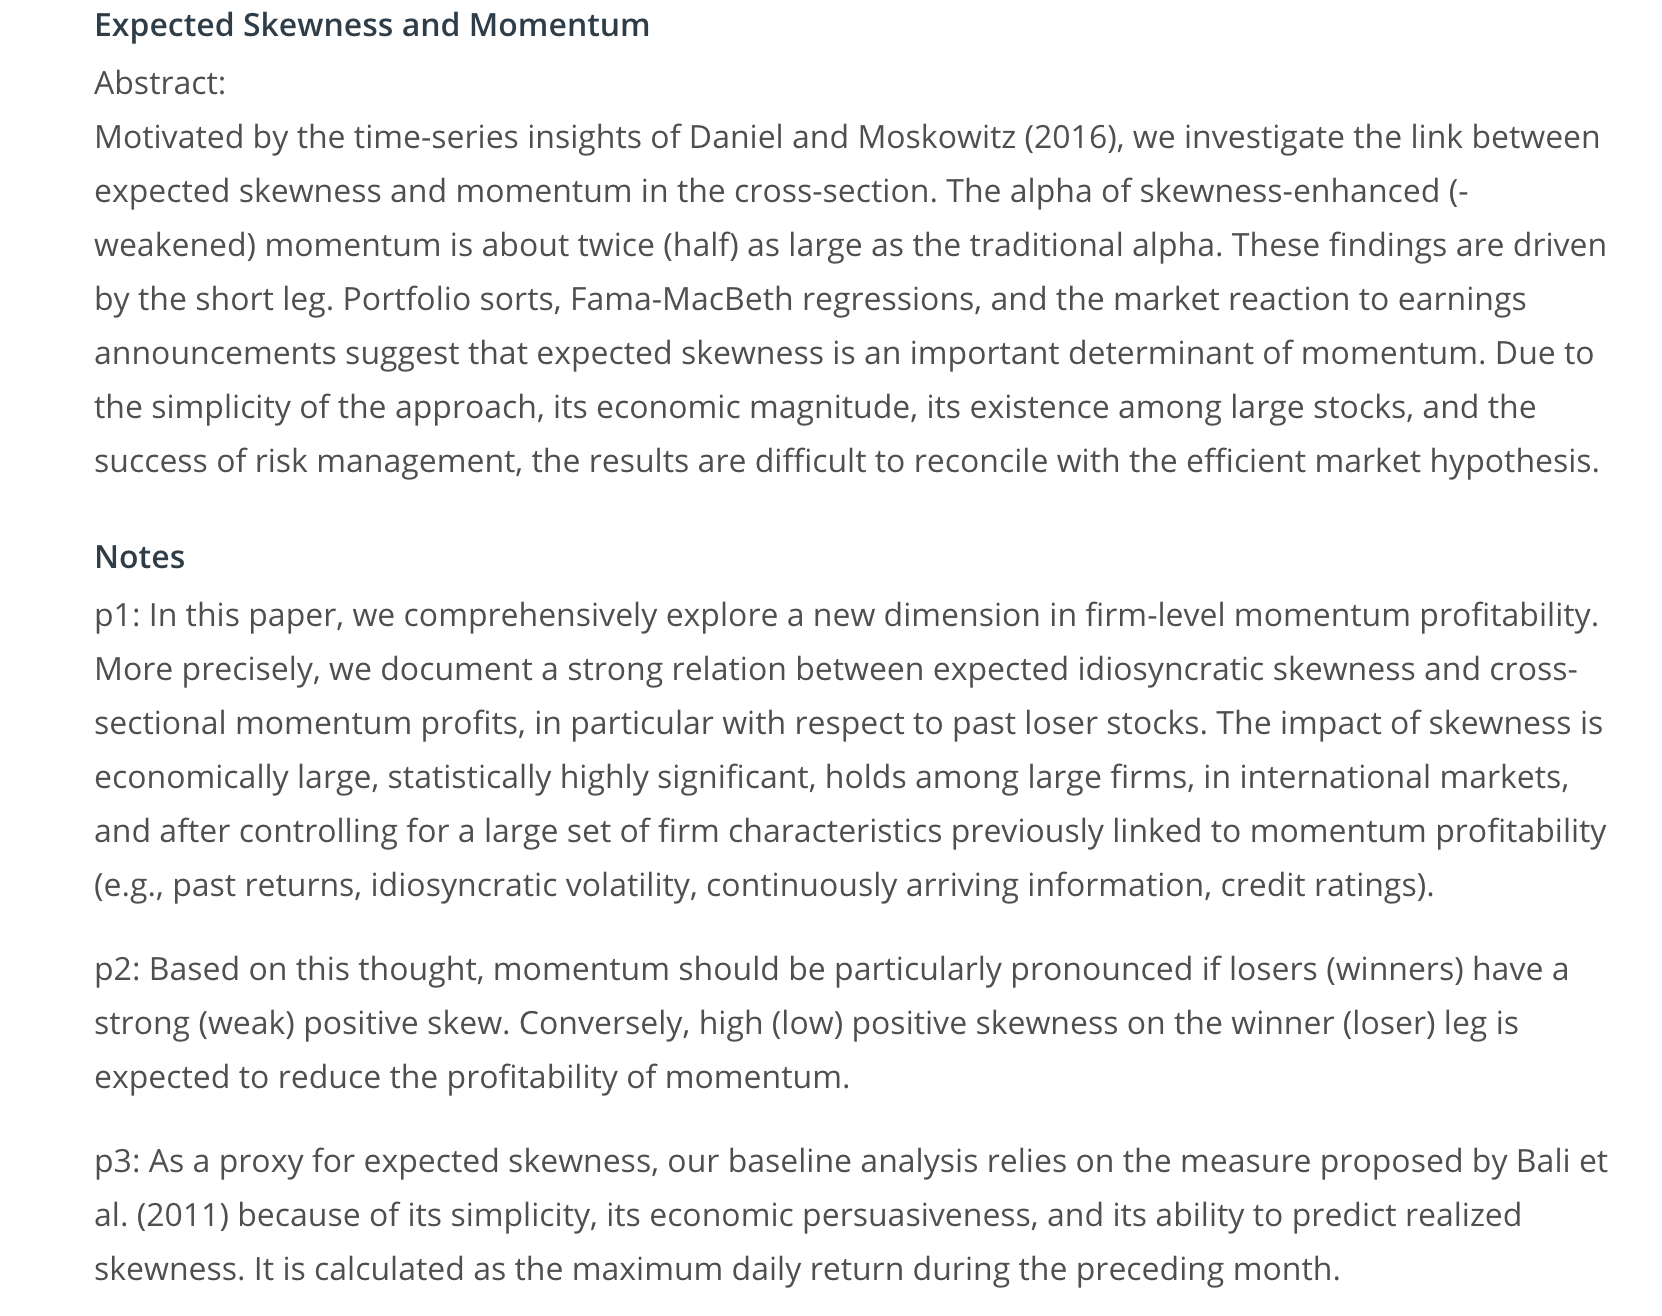 Expected Skewness and Momentum
Abstract:
Motivated by the time-series insights of Daniel and Moskowitz (2016), we investigate the link between
expected skewness and momentum in the cross-section. The alpha of skewness-enhanced (-
weakened) momentum is about twice (half) as large as the traditional alpha. These findings are driven
by the short leg. Portfolio sorts, Fama-MacBeth regressions, and the market reaction to earnings
announcements suggest that expected skewness is an important determinant of momentum. Due to
the simplicity of the approach, its economic magnitude, its existence among large stocks, and the
success of risk management, the results are difficult to reconcile with the efficient market hypothesis.
Notes
p1: In this paper, we comprehensively explore a new dimension in firm-level momentum profitability.
More precisely, we document a strong relation between expected idiosyncratic skewness and cross-
sectional momentum profits, in particular with respect to past loser stocks. The impact of skewness is
economically large, statistically highly significant, holds among large firms, in international markets,
and after controlling for a large set of firm characteristics previously linked to momentum profitability
(e.g., past returns, idiosyncratic volatility, continuously arriving information, credit ratings).
p2: Based on this thought, momentum should be particularly pronounced if losers (winners) have a
strong (weak) positive skew. Conversely, high (low) positive skewness on the winner (loser) leg is
expected to reduce the profitability of momentum.
p3: As a proxy for expected skewness, our baseline analysis relies on the measure proposed by Bali et
al. (2011) because of its simplicity, its economic persuasiveness, and its ability to predict realized
skewness. It is calculated as the maximum daily return during the preceding month.